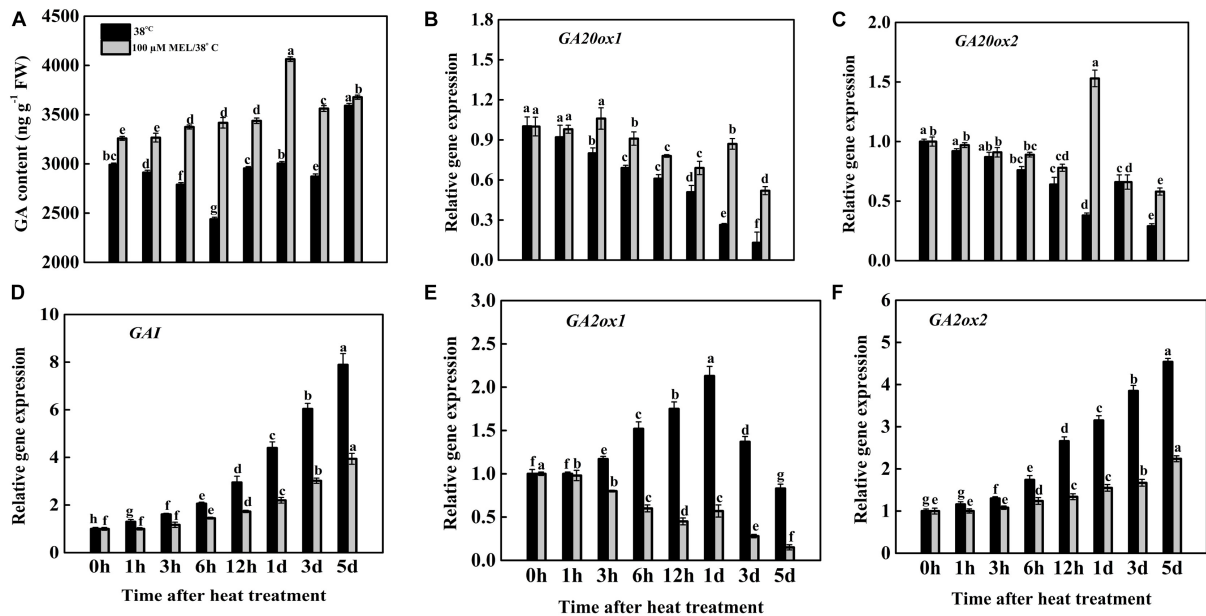 A
38°C
100 µM MEL/38° C
GA content (ng g-1 FW)
4500
4000
3500
3000
2500
2000
bc e d e f d g d c d b a e c a b
B
GA20ox1
Relative gene expression
1.8
1.5
1.2
0.9
0.6
0.3
0.0
a a a a b a c b c c d d e b f d
C
GA20ox2
Relative gene expression
2.0
1.5
1.0
0.5
0.0
a b a b ab b bc bc c cd d a d d e e
D
GAI
Relative gene expression
10
8
6
4
2
0
h f g f f f e e d d c c b b a a
0h 1h 3h 6h 12h 1d 3d 5d
Time after heat treatment
E
GA2ox1
Relative gene expression
3.0
2.5
2.0
1.5
1.0
0.5
0.0
f a f b e b c c b d a d d e g f
0h 1h 3h 6h 12h 1d 3d 5d
Time after heat treatment
F
GA2ox2
Relative gene expression
6
5
4
3
2
1
0
g e g e f e e d d c c c b b a a
0h 1h 3h 6h 12h 1d 3d 5d
Time after heat treatment